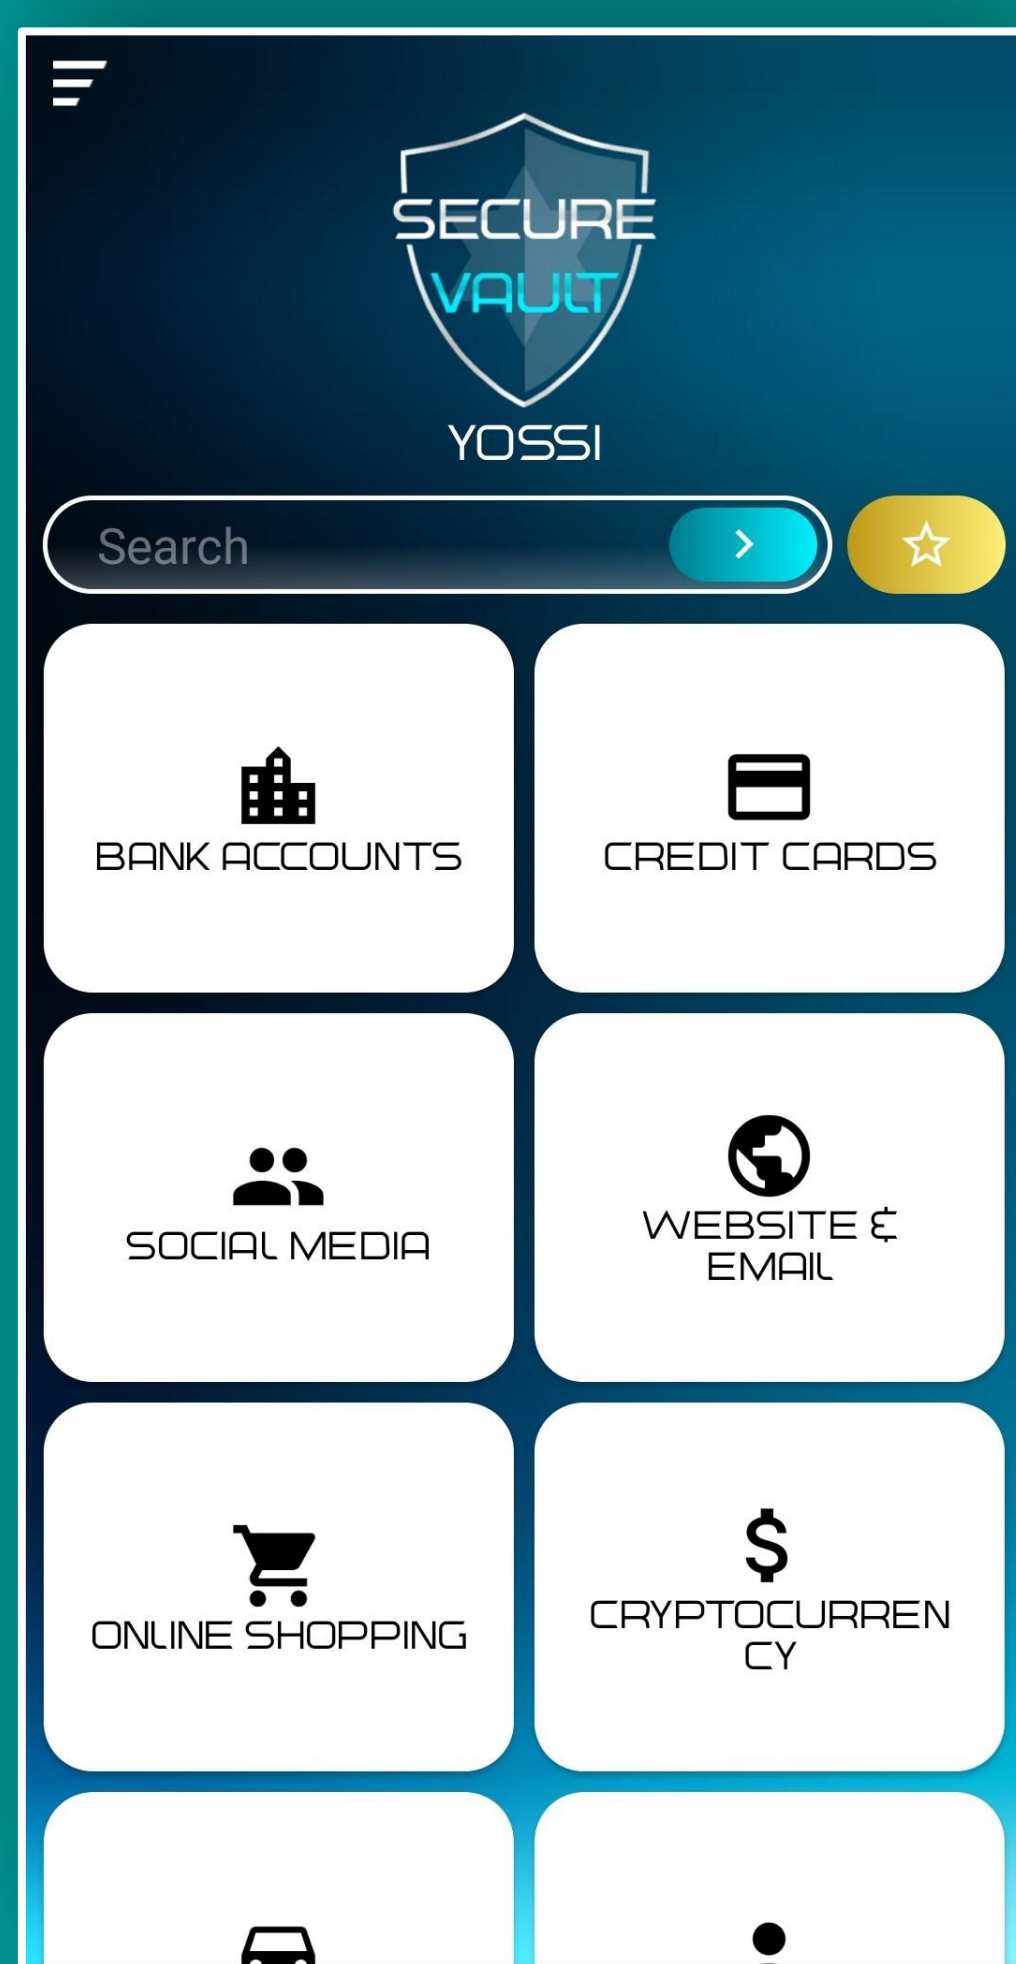 SECURE
VAULT
YOSSI
Search
BANK ACCOUNTS
CREDIT CARDS
SOCIAL MEDIA
WEBSITE &
EMAIL
ONLINE SHOPPING
CRYPTOCURREN
CY